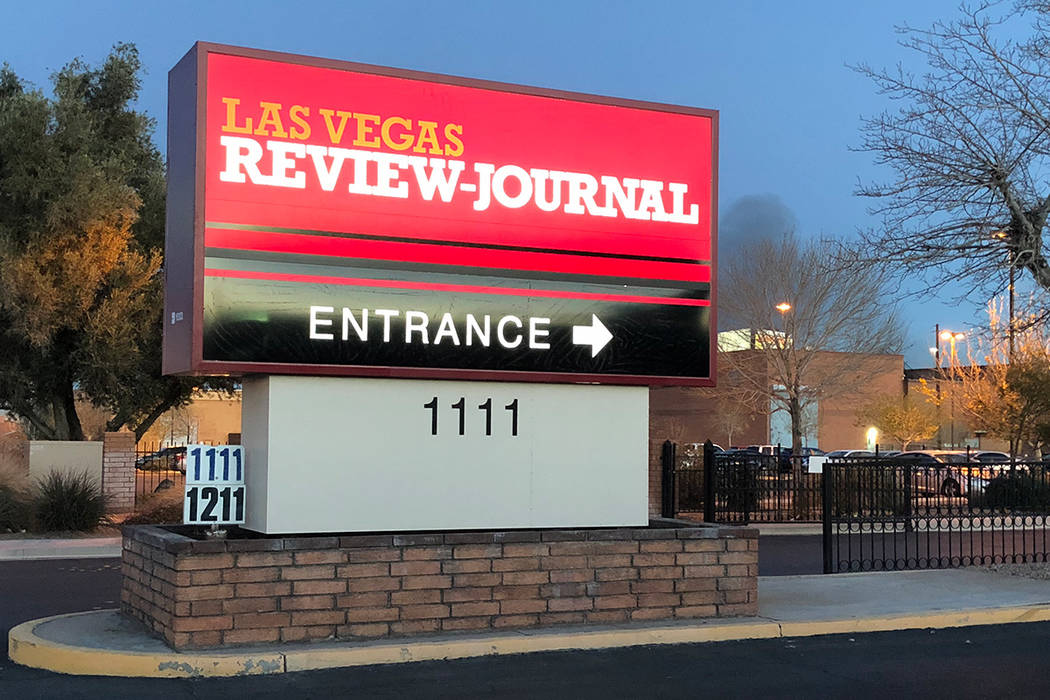 LAS VEGAS
REVIEW-JOURNAL
ENTRANCE
1111
1111
1211